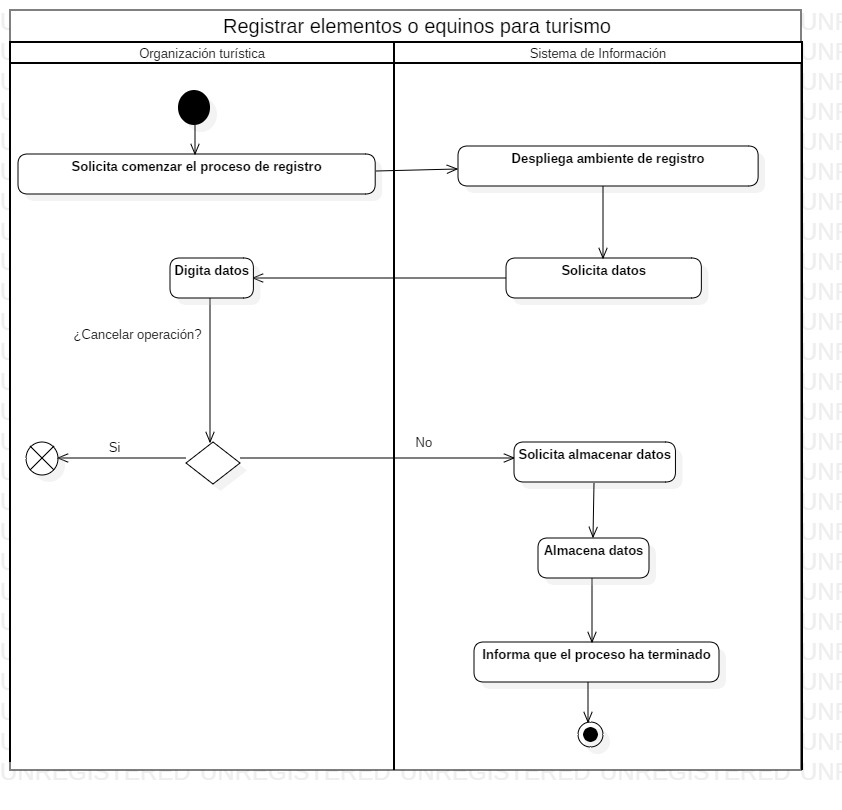 Registrar elementos o equinos para turismo
Organización turística
Sistema de Información
Solicita comenzar el proceso de registro
Despliega ambiente de registro
Digita datos
Solicita datos
¿Cancelar operación?
Si
No
Solicita almacenar datos
Almacena datos
Informa que el proceso ha terminado
UNREGISTERED UNREGISTERED UNREGISTERED UNREGISTERED